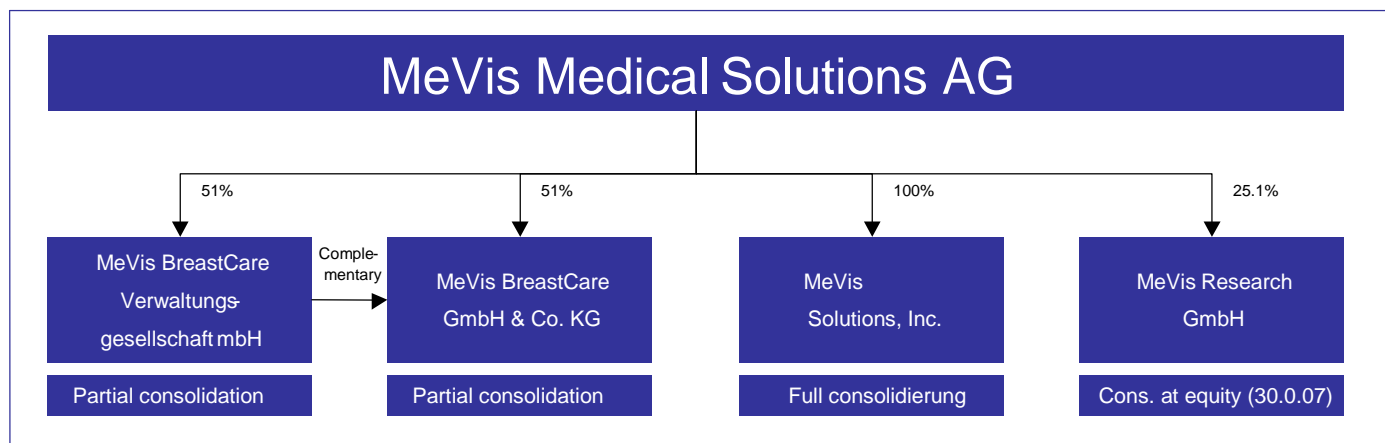 MeVis Medical Solutions AG
51%
51%
100%
25.1%
MeVis BreastCare
Verwaltungs-
gesellschaft mbH
Comple-
mentary
MeVis BreastCare
GmbH & Co. KG
MeVis
Solutions, Inc.
MeVis Research
GmbH
Partial consolidation
Partial consolidation
Full consolidierung
Cons. at equity (30.0.07)